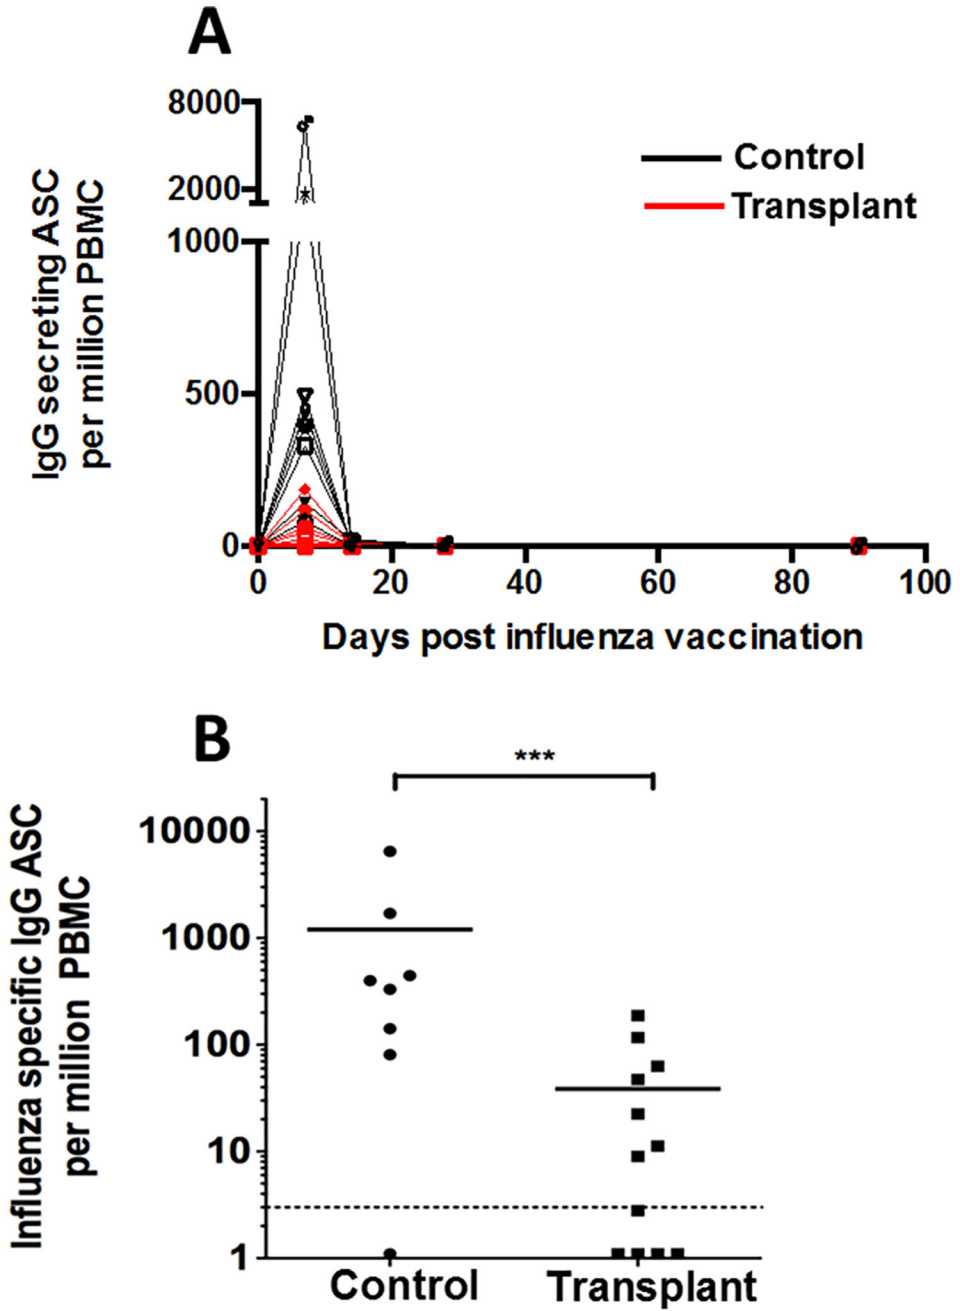 A
IgG secreting ASC
per million PBMC
8000
2000
1000
500
0
Control
Transplant
0 20 40 60 80 100
Days post influenza vaccination
B
***
Influenza specific IgG ASC
per million PBMC
10000
1000
100
10
1
Control Transplant